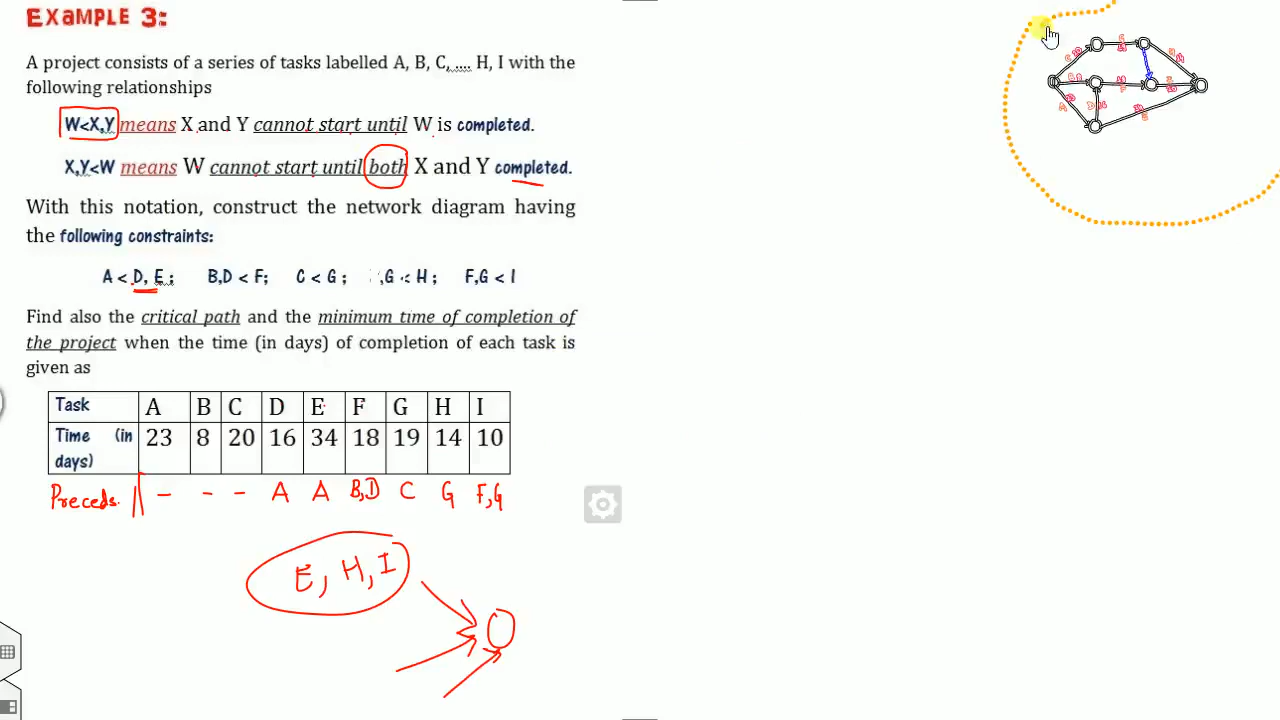 EXAMPLE 3:
A project consists of a series of tasks labelled A, B, C, .... H, I with the
following relationships
W<X,Y means X and Y cannot start until W is completed.
X,Y<W means W cannot start until both X and Y completed.
With this notation, construct the network diagram having
the following constraints:
A < D, E ; B,D < F; C < G ; ,G < H ; F,G < I
Find also the critical path and the minimum time of completion of
the project when the time (in days) of completion of each task is
given as
Task A B C D E F G H I
Time (in days) 23 8 20 16 34 18 19 14 10
Preceds. - - - A A B,D C G F,G
E, H, I